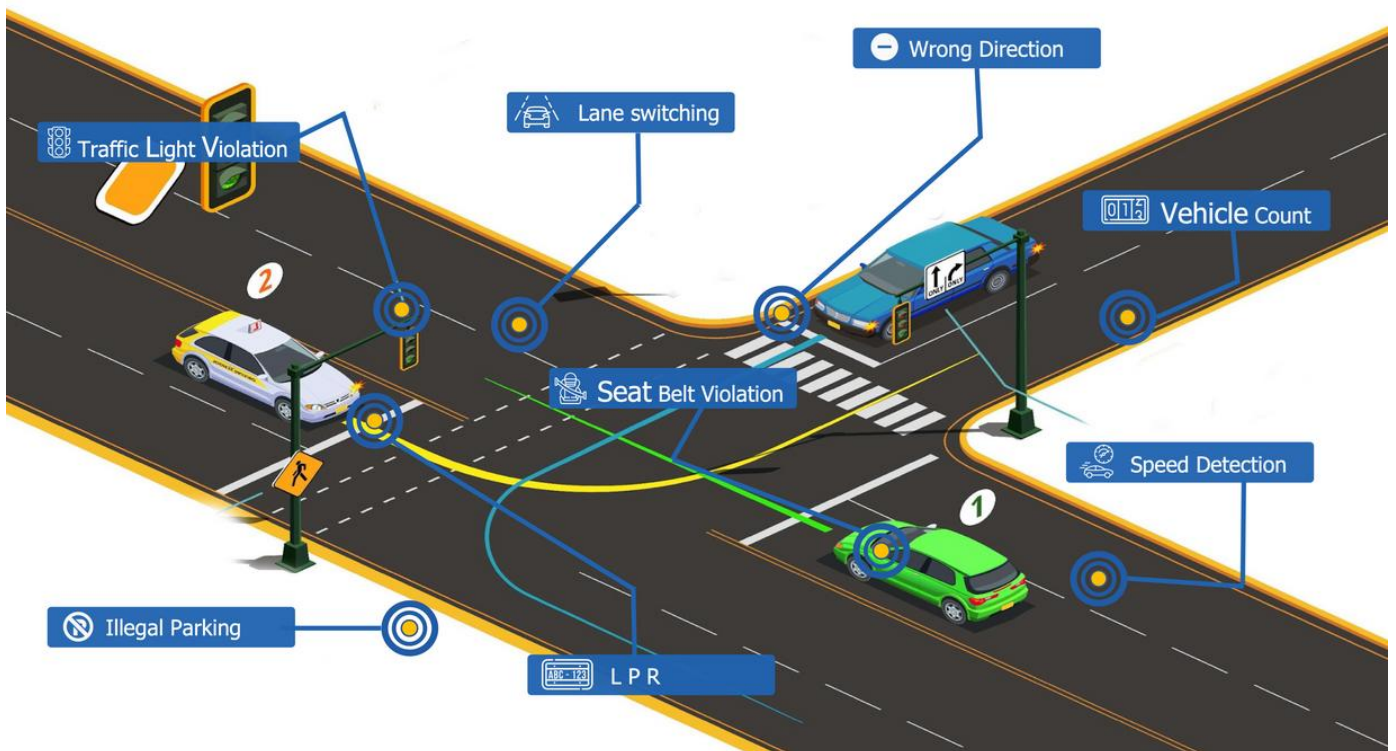 Wrong Direction
Lane switching
Traffic Light Violation
012
Vehicle Count
2
ONLY ONLY
Seat Belt Violation
Speed Detection
1
Illegal Parking
ABC - 123
L P R